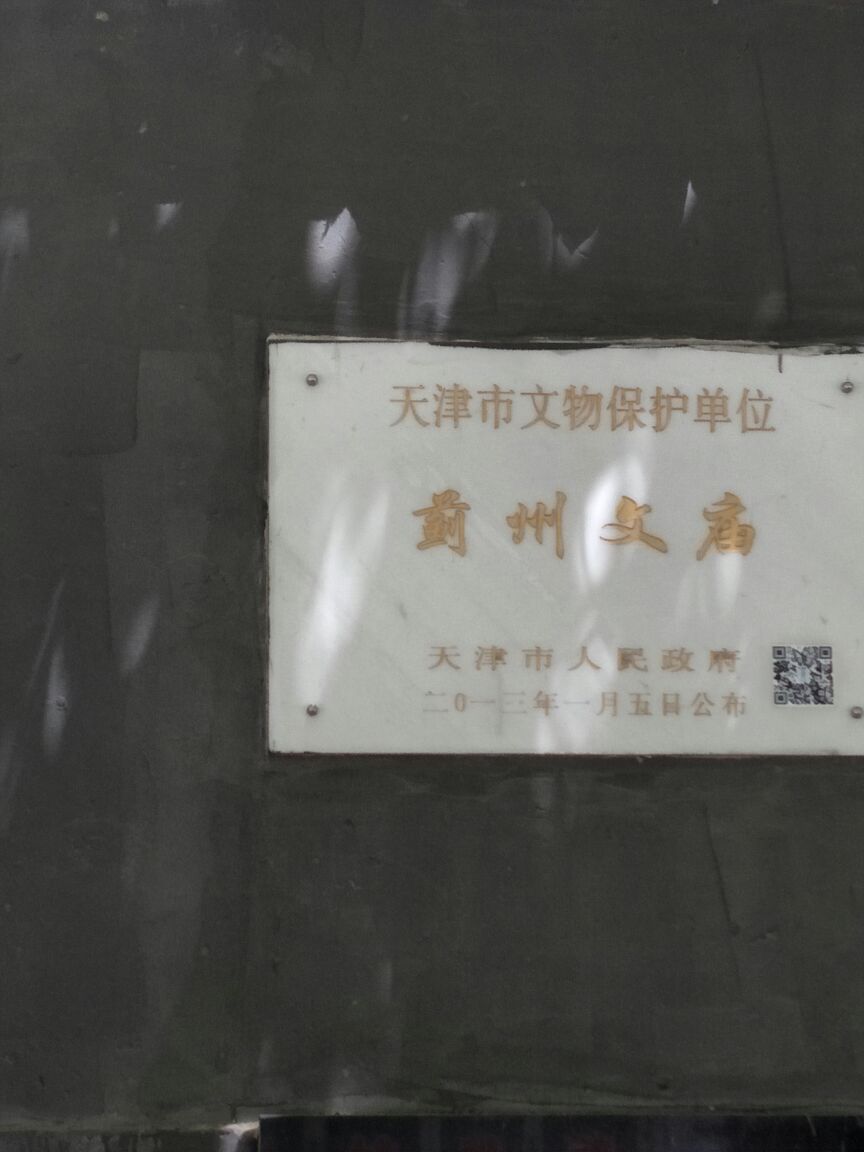 天津市文物保护单位
蓟州文庙
天津市人民政府
二0一三年一月五日公布